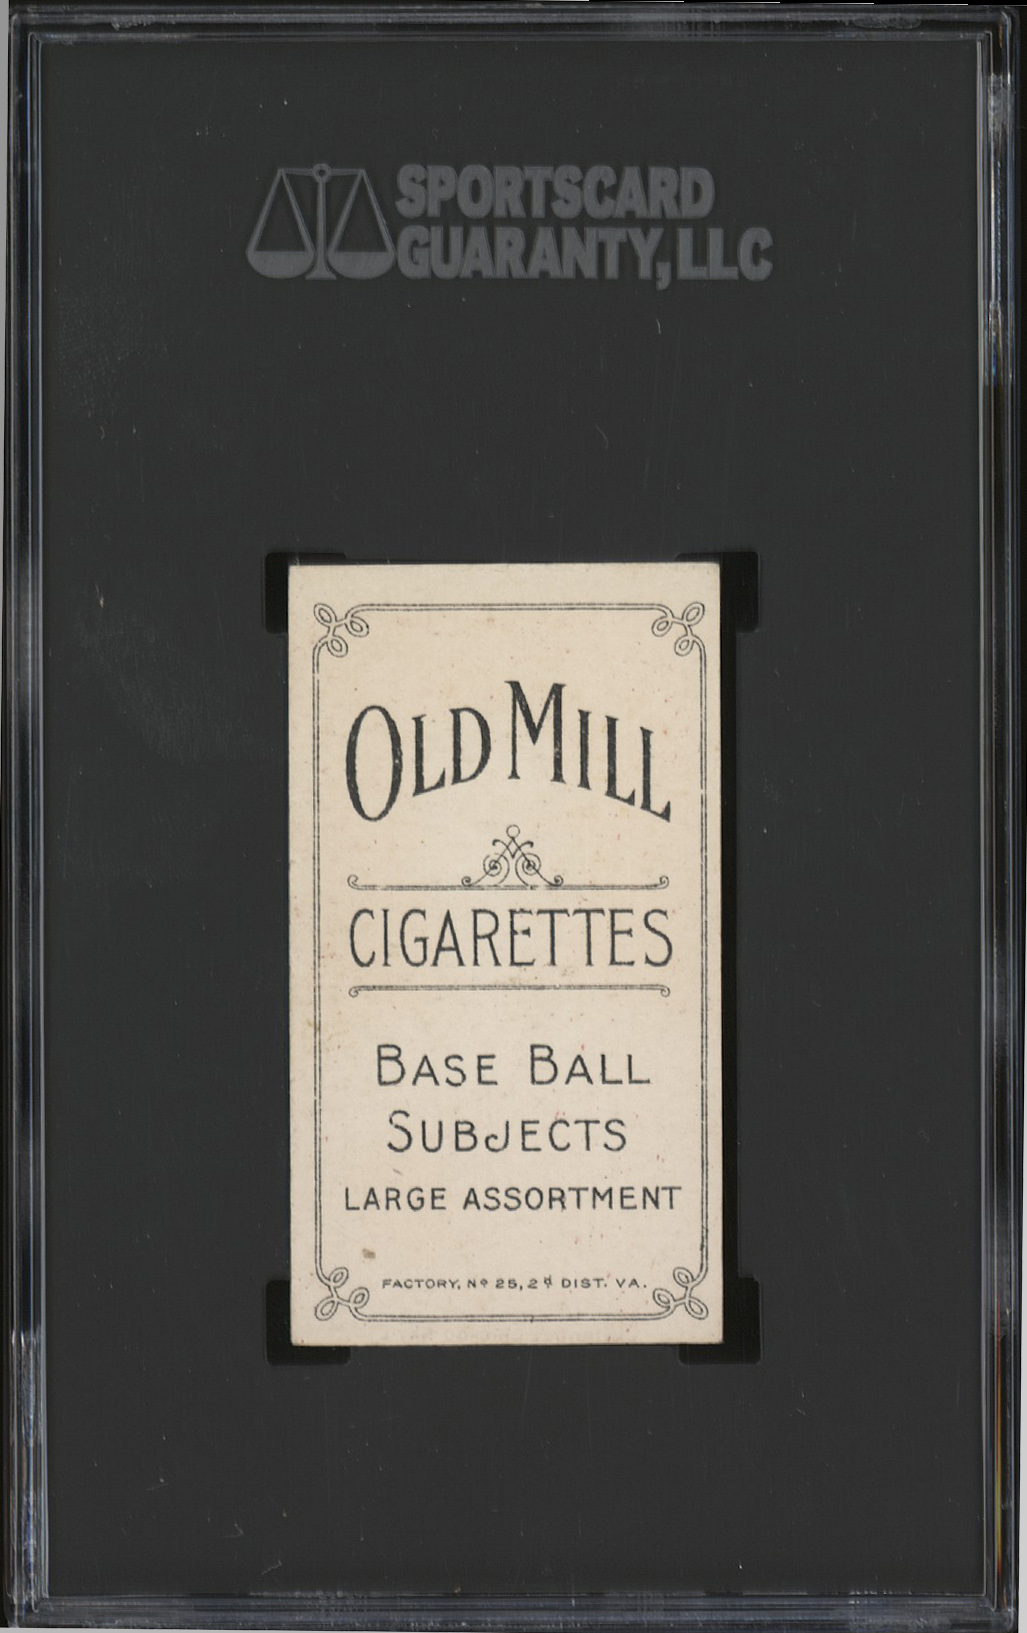 SPORTSCARD
GUARANTY, LLC
OLD MILL
CIGARETTES
BASE BALL
SUBJECTS
LARGE ASSORTMENT
FACTORY, Nº 25, 2ᵈ DIST. VA.